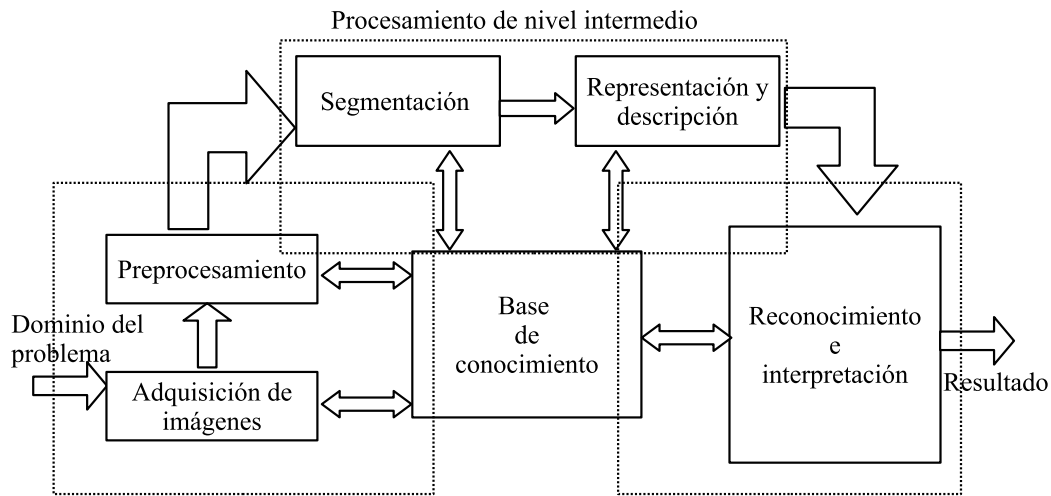 Procesamiento de nivel intermedio
Segmentación
Representación y
descripción
Preprocesamiento
Dominio del
problema
Adquisición de
imágenes
Base
de
conocimiento
Reconocimiento
e
interpretación
Resultado